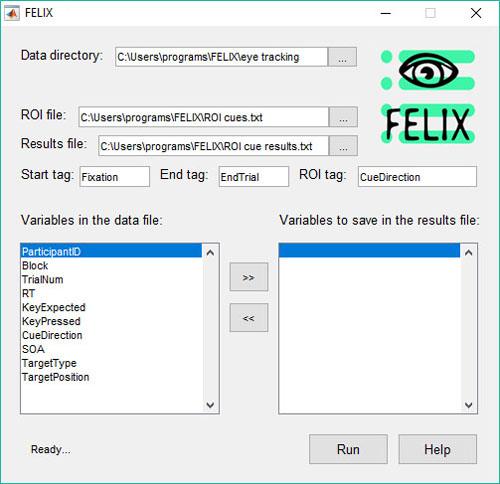 FELIX
Data directory: C:\Users\programs\FELIX\eye tracking ...
FELIX
ROI file: C:\Users\programs\FELIX\ROI cues.txt ...
Results file: C:\Users\programs\FELIX\ROI cue results.txt ...
Start tag: Fixation End tag: EndTrial ROI tag: CueDirection
Variables in the data file: Variables to save in the results file:
ParticipantID
Block
TrialNum
RT
KeyExpected
KeyPressed
CueDirection
SOA
TargetType
TargetPosition
>>
<<
Ready... Run Help